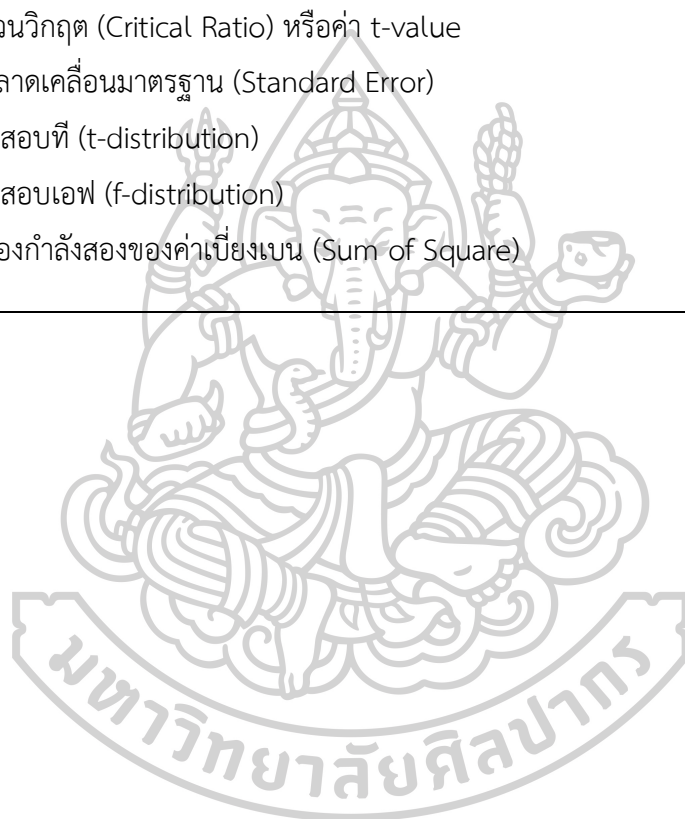 วนวิกฤต (Critical Ratio) หรือค่า t-value
ลาดเคลื่อนมาตรฐาน (Standard Error)
สอบที (t-distribution)
สอบเอฟ (f-distribution)
องกำลังสองของค่าเบี่ยงเบน (Sum of Square)
มหาวิทยาลัยศิลปากร